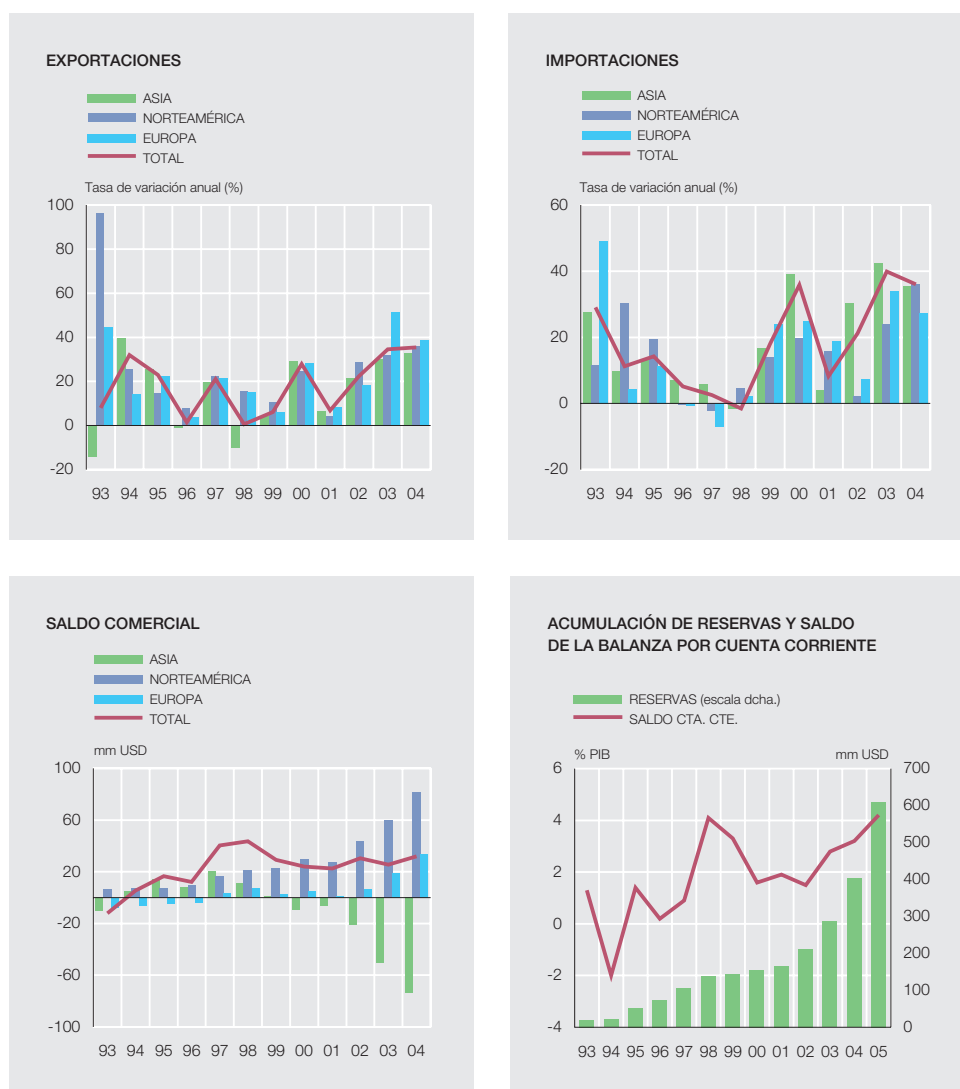 EXPORTACIONES
ASIA
NORTEAMÉRICA
EUROPA
TOTAL
Tasa de variación anual (%)
100
80
60
40
20
0
-20
93 94 95 96 97 98 99 00 01 02 03 04
IMPORTACIONES
ASIA
NORTEAMÉRICA
EUROPA
TOTAL
Tasa de variación anual (%)
60
40
20
0
-20
93 94 95 96 97 98 99 00 01 02 03 04
SALDO COMERCIAL
ASIA
NORTEAMÉRICA
EUROPA
TOTAL
mm USD
100
60
20
-20
-60
-100
93 94 95 96 97 98 99 00 01 02 03 04
ACUMULACIÓN DE RESERVAS Y SALDO
DE LA BALANZA POR CUENTA CORRIENTE
RESERVAS (escala dcha.)
SALDO CTA. CTE.
% PIB mm USD
6 700
600
4 500
2 400
0 300
200
-2 100
-4 0
93 94 95 96 97 98 99 00 01 02 03 04 05